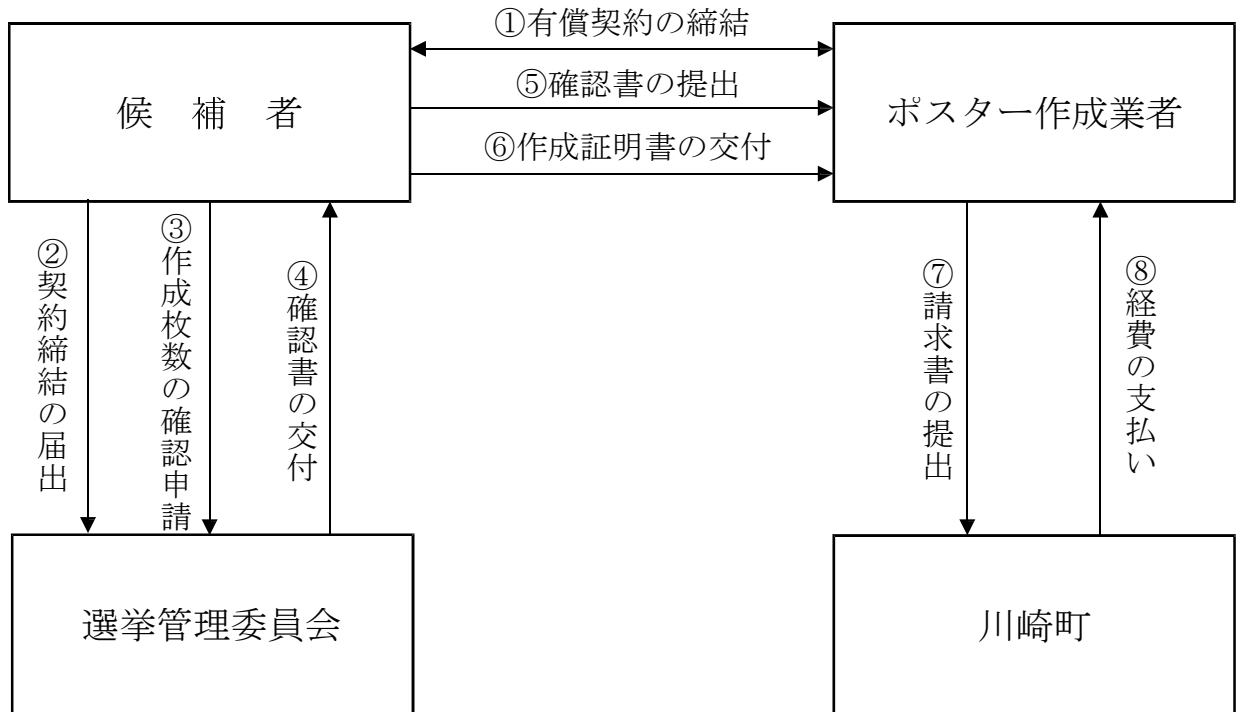 ①有償契約の締結
候　補　者
⑤確認書の提出
ポスター作成業者
⑥作成証明書の交付
②契約締結の届出
③作成枚数の確認申請
④確認書の交付
⑦請求書の提出
⑧経費の支払い
選挙管理委員会
川崎町